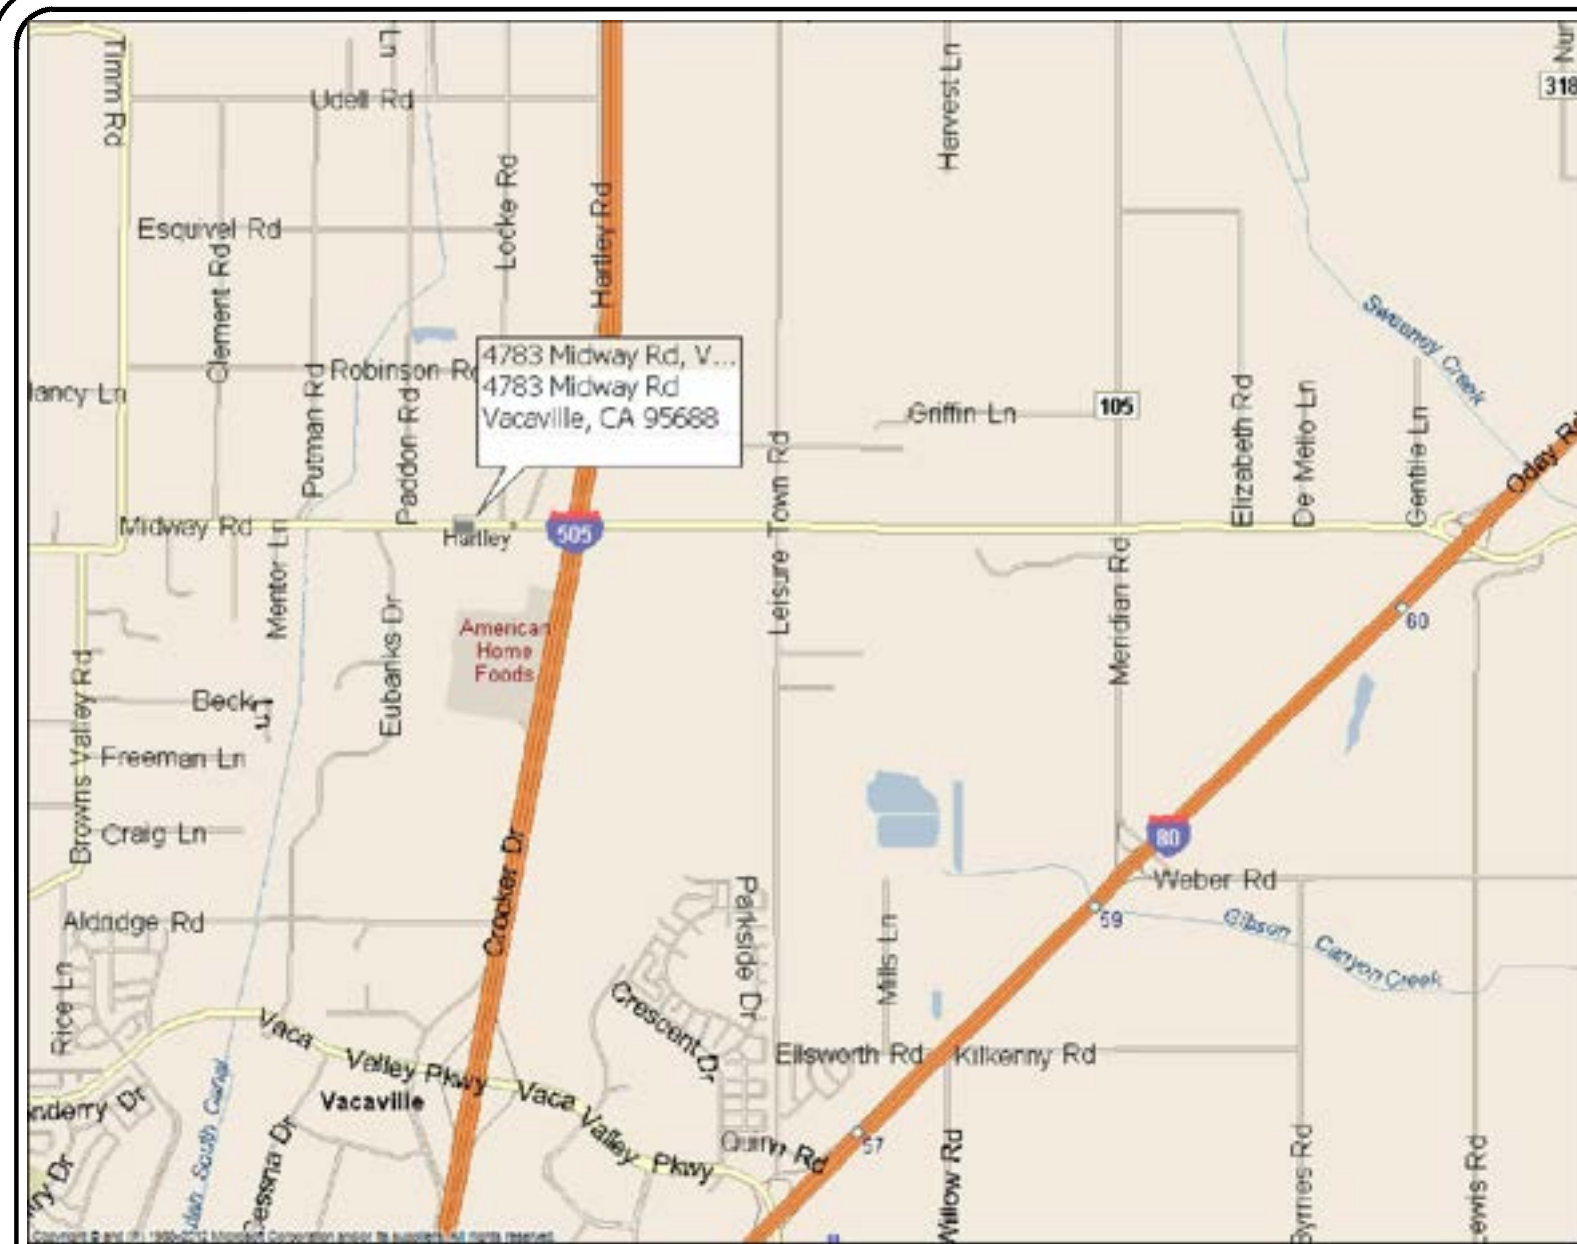 Timm Rd
Ln
Udell Rd
Harvest Ln
318
Locke Rd
Hartley Rd
Esquivel Rd
Clement Rd
Sweeney Creek
4783 Midway Rd, V...
4783 Midway Rd
Vacaville, CA 95688
Robinson
Putman Rd
Paddon Rd
Griffin Ln
105
Elizabeth Rd
De Mello Ln
Gentile Ln
Oday
Leisure Town Rd
Midway Rd
Hartley
505
Mentor Ln
Eubanks Dr
Meridian Rd
American
Home
Foods
60
Browns Valley Rd
Beck
Ln
Freeman Ln
Craig Ln
Crocker Dr
80
Weber Rd
59
Gibson Canyon Creek
Aldridge Rd
Parkside Dr
Mills Ln
Rice Ln
Crescent Dr
Vaca Valley Pkwy
Ellsworth Rd
Kilkenny Rd
Vacaville
Vaca Valley Pkwy
Quinn Rd
57
South Canal
Dr
Dr
Willow Rd
Byrnes Rd
Lewis Rd